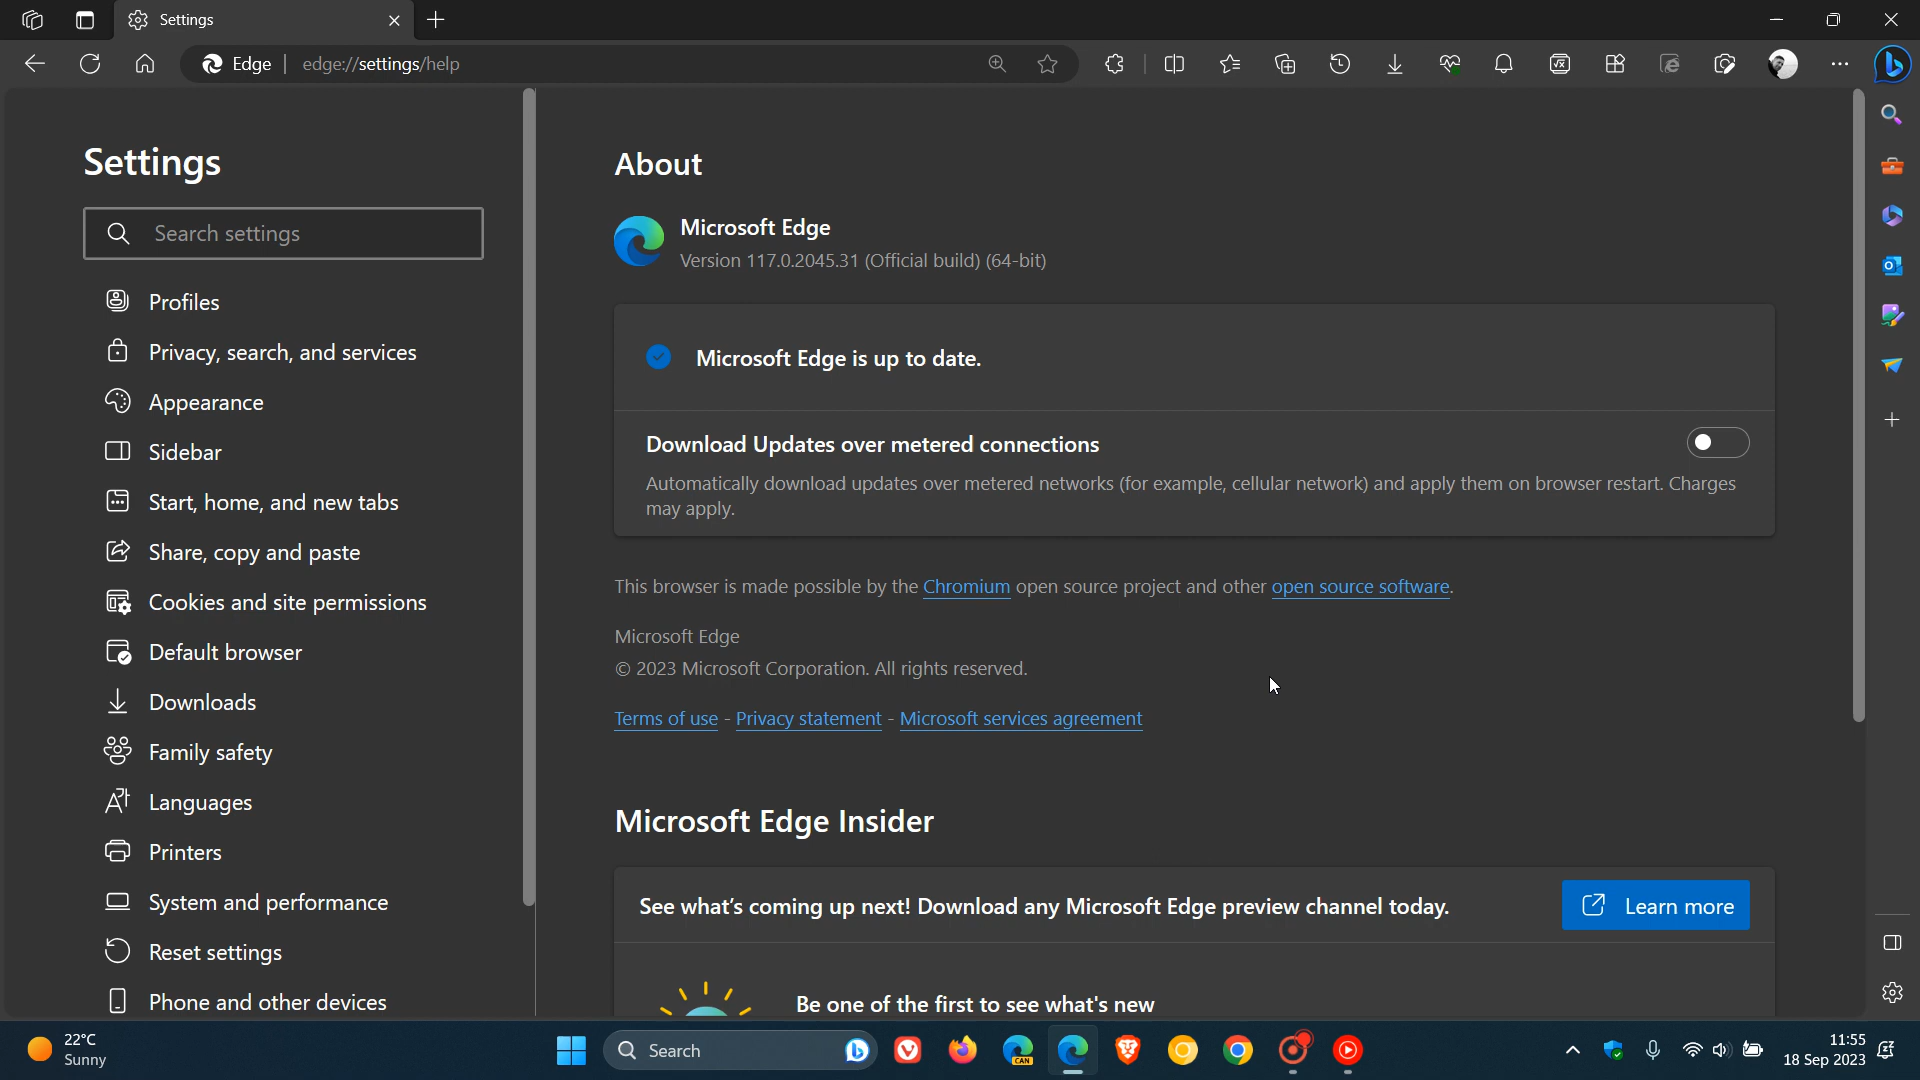 Settings
Edge
edge://settings/help
Settings
Search settings
Profiles
Privacy, search, and services
Appearance
Sidebar
Start, home, and new tabs
Share, copy and paste
Cookies and site permissions
Default browser
Downloads
Family safety
Languages
Printers
System and performance
Reset settings
Phone and other devices
About
Microsoft Edge
Version 117.0.2045.31 (Official build) (64-bit)
Microsoft Edge is up to date.
Download Updates over metered connections
Automatically download updates over metered networks (for example, cellular network) and apply them on browser restart. Charges
may apply.
This browser is made possible by the Chromium open source project and other open source software.
Microsoft Edge
© 2023 Microsoft Corporation. All rights reserved.
Terms of use - Privacy statement - Microsoft services agreement
Microsoft Edge Insider
See what's coming up next! Download any Microsoft Edge preview channel today.
Learn more
Be one of the first to see what's new
22°C
Sunny
Search
CAN
11:55
18 Sep 2023